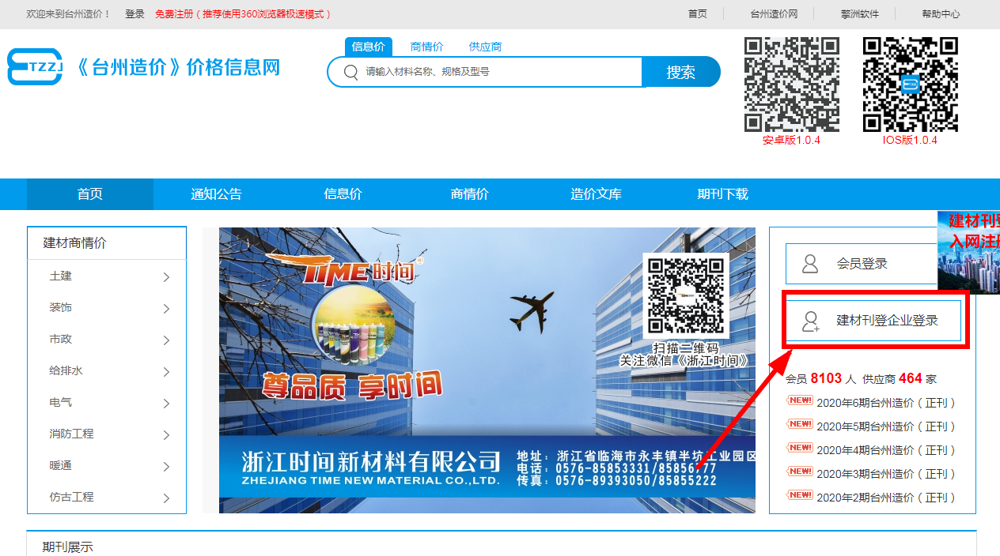 欢迎来到台州造价！ 登录 免费注册（推荐使用360浏览器极速模式） 首页 台州造价网 擎洲软件 帮助中心
信息价 商情价 供应商
TZZJ 《台州造价》价格信息网
请输入材料名称、规格及型号 搜索
安卓版1.0.4 IOS版1.0.4
首页 通知公告 信息价 商情价 造价文库 期刊下载
建材商情价
土建
装饰
市政
给排水
电气
消防工程
暖通
仿古工程
TIME时间®
扫描二维码
关注微信《浙江时间》
尊品质 享时间
浙江时间新材料有限公司
ZHEJIANG TIME NEW MATERIAL CO.,LTD.
地址：浙江省临海市永丰镇半坊工业园区
电话：0576-85853331/85856777
传真：0576-89393050/85855222
建材刊登
入网注册
会员登录
建材刊登企业登录
会员 8103 人 供应商 464 家
NEW! 2020年6期台州造价（正刊）
NEW! 2020年5期台州造价（正刊）
NEW! 2020年4期台州造价（正刊）
NEW! 2020年3期台州造价（正刊）
NEW! 2020年2期台州造价（正刊）
期刊展示